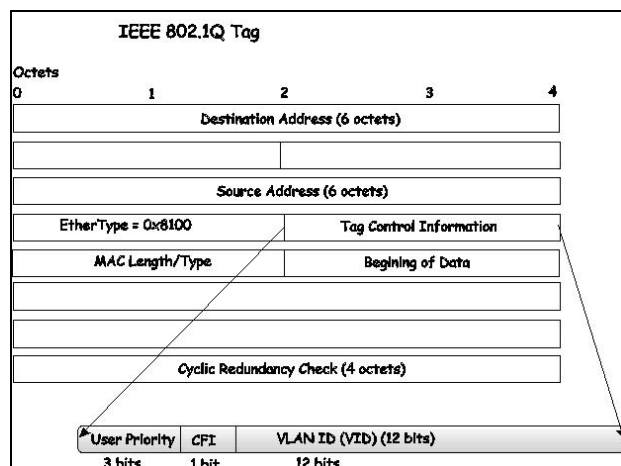 IEEE 802.1Q Tag
Octets
0 1 2 3 4
Destination Address (6 octets)
Source Address (6 octets)
EtherType = 0x8100 Tag Control Information
MAC Length/Type Begining of Data
Cyclic Redundancy Check (4 octets)
User Priority CFI VLAN ID (VID) (12 bits)
3 bits 1 bit 12 bits